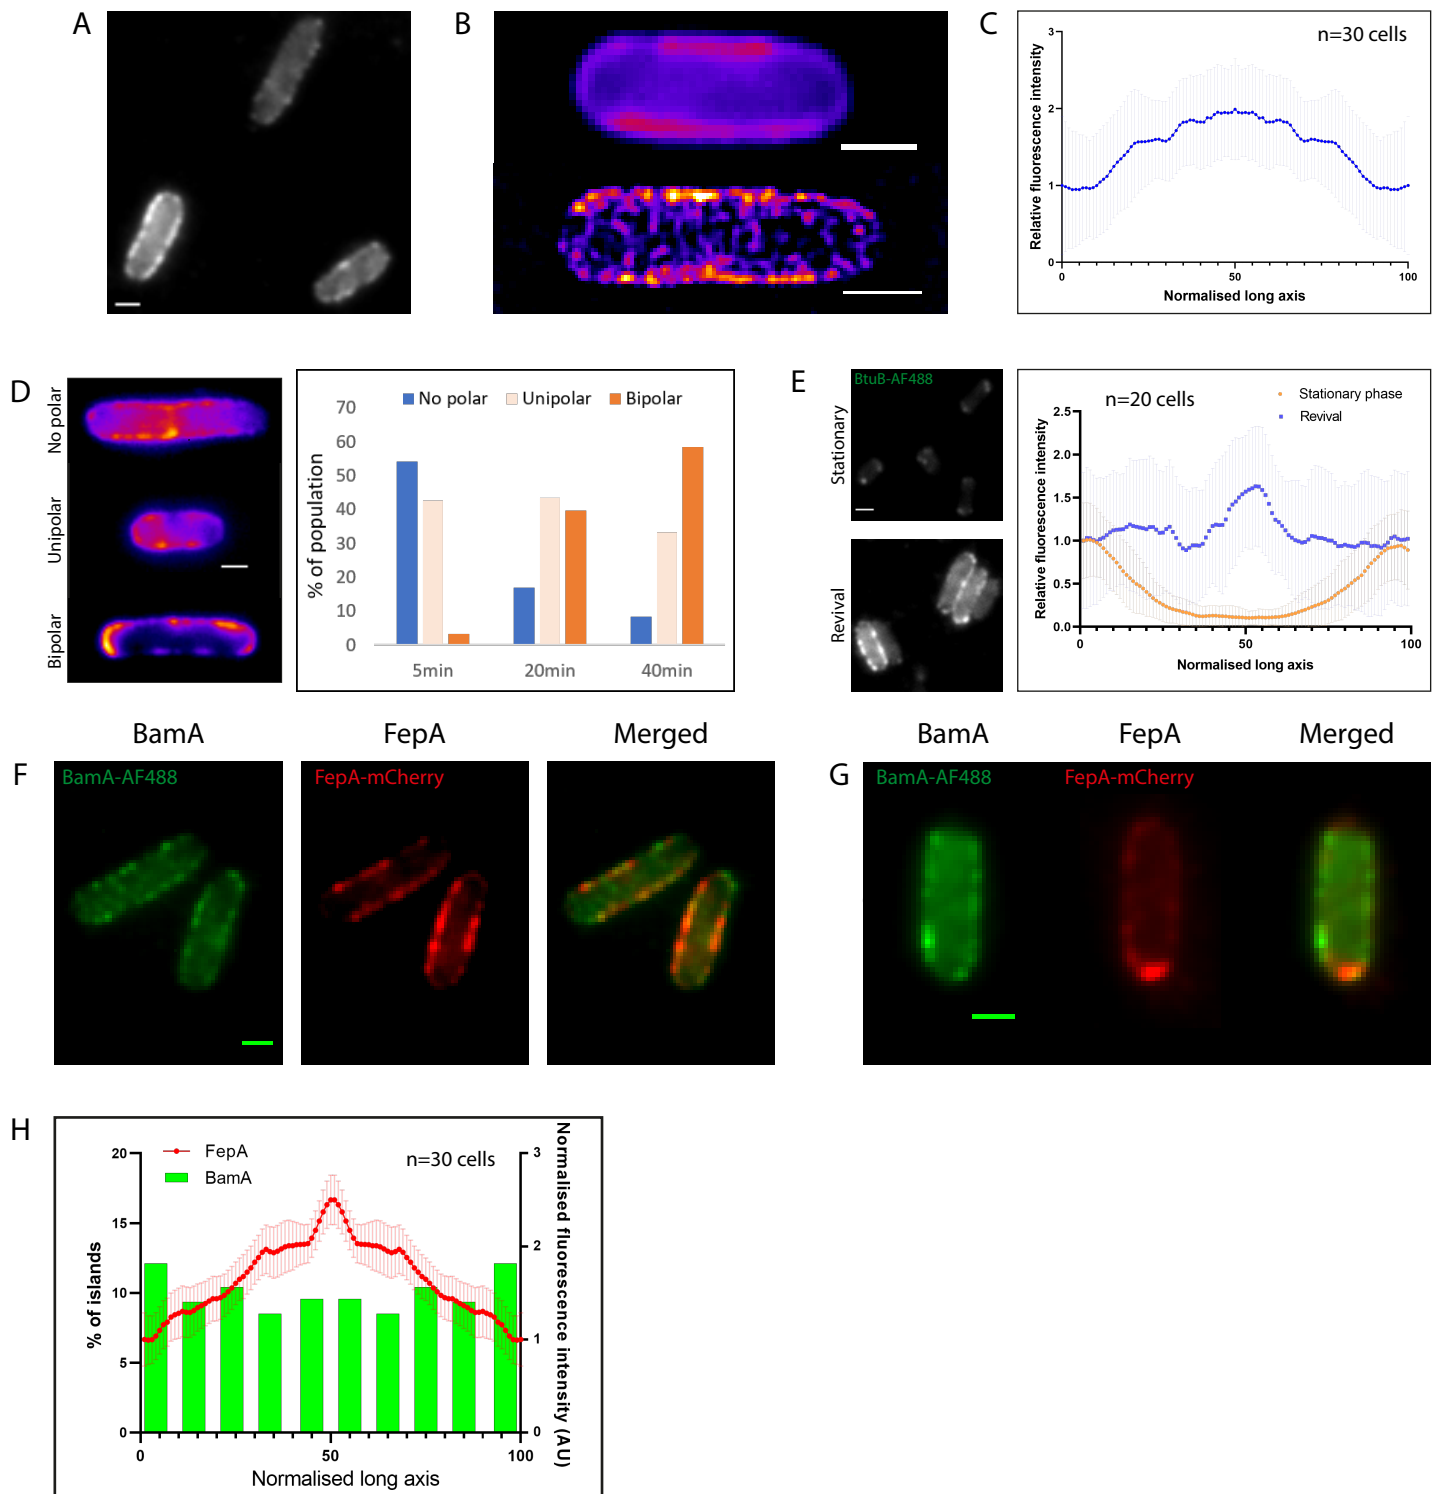 A
B
C
n=30 cells
3
2
1
0
Relative fluorescence intensity
0
50
100
Normalised long axis
D
No polar
Unipolar
Bipolar
No polar
Unipolar
Bipolar
70
60
50
40
30
20
10
0
% of population
5min
20min
40min
E
BtuB-AF488
Stationary
Revival
n=20 cells
Stationary phase
Revival
2.5
2.0
1.5
1.0
0.5
0.0
Relative fluorescence intensity
0
50
100
Normalised long axis
BamA
FepA
Merged
F
BamA-AF488
FepA-mCherry
BamA
FepA
Merged
G
BamA-AF488
FepA-mCherry
H
FepA
BamA
n=30 cells
20
15
10
5
0
% of islands
3
2
1
0
Normalised fluorescence intensity (AU)
0
50
100
Normalised long axis